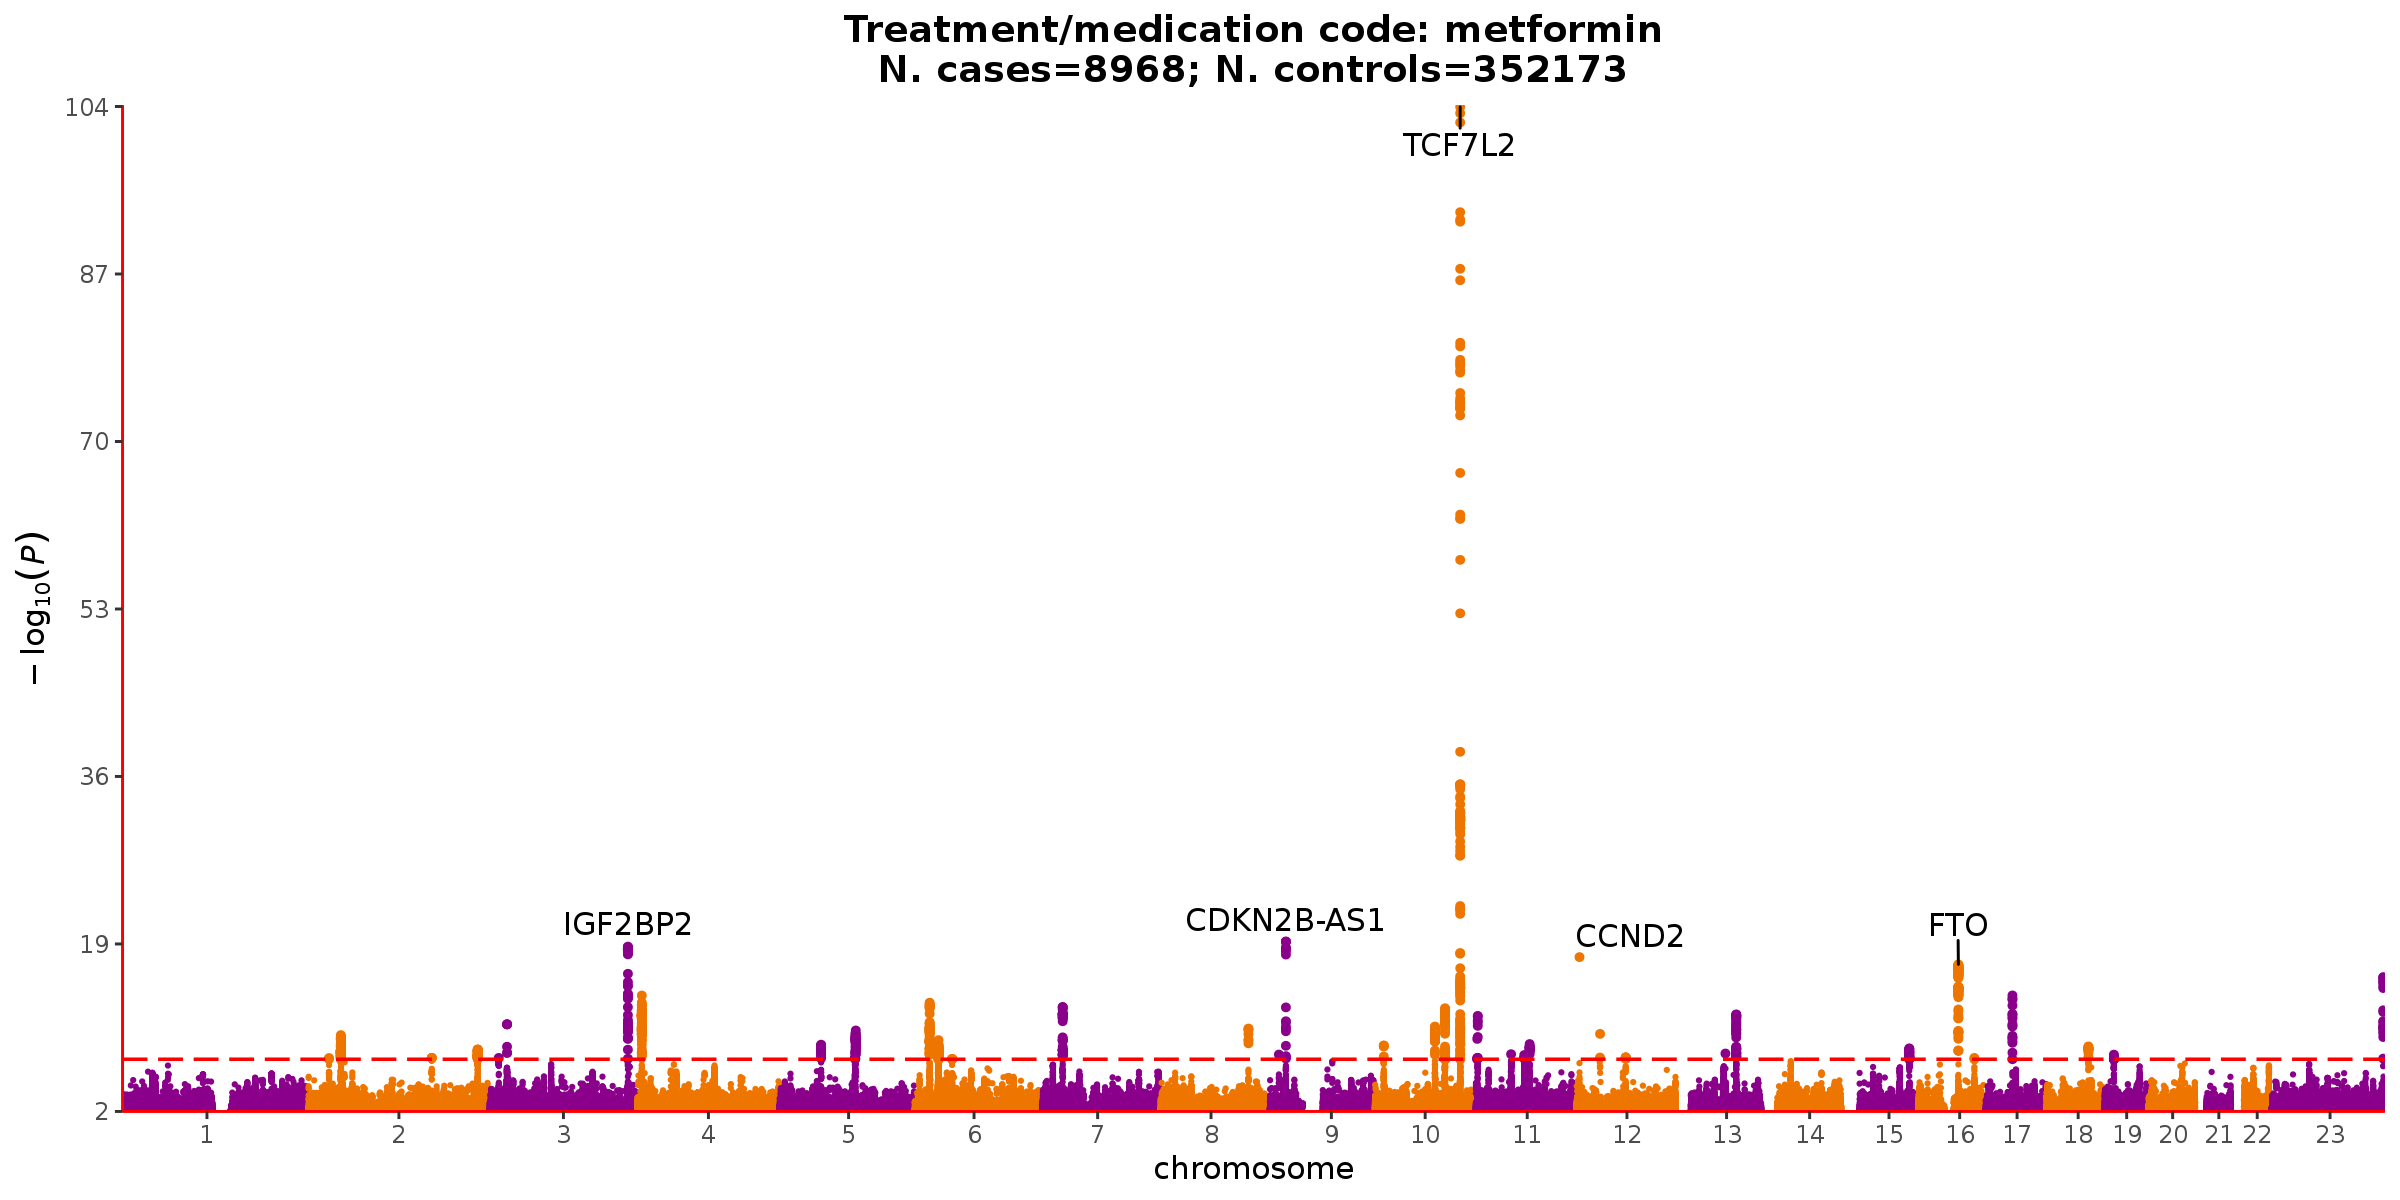 Treatment/medication code: metformin
N. cases=8968; N. controls=352173
104
87
70
53
36
19
2
−log10(P)
TCF7L2
IGF2BP2
CDKN2B-AS1
CCND2
FTO
1 2 3 4 5 6 7 8 9 10 11 12 13 14 15 16 17 18 19 20 21 22 23
chromosome